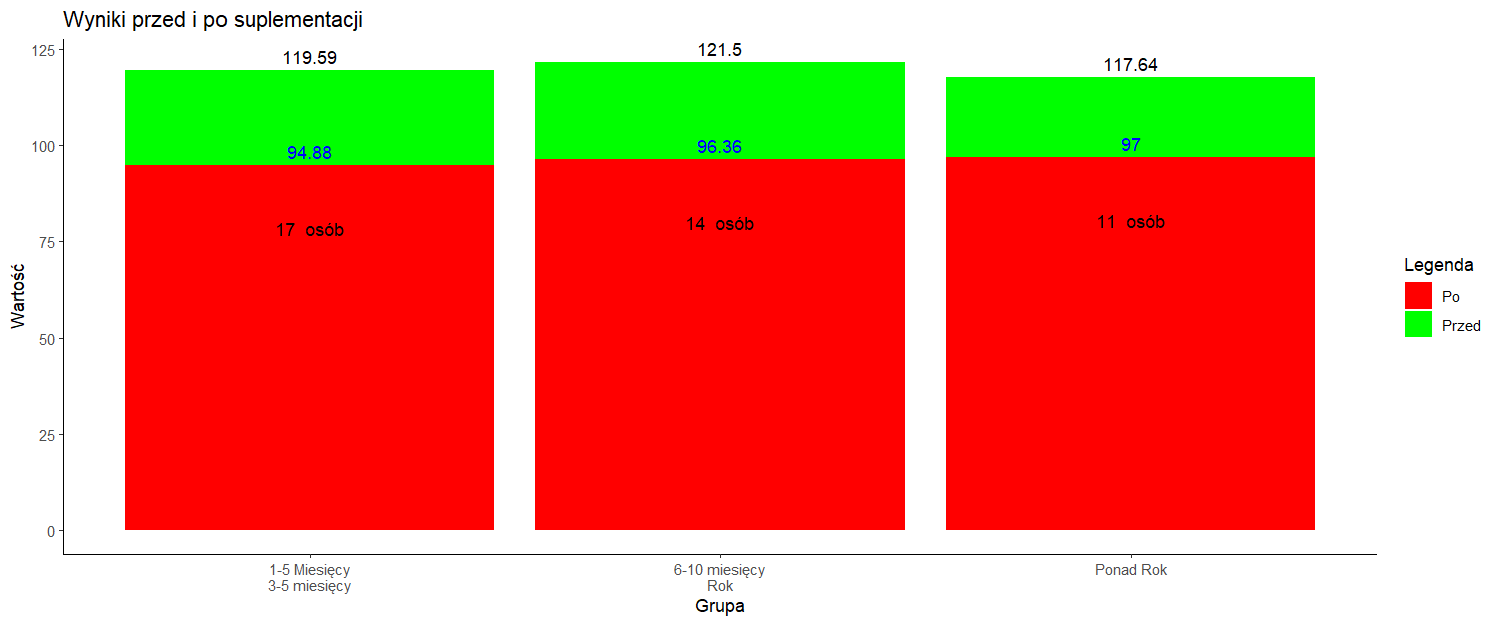 Wyniki przed i po suplementacji
125
100
75
50
25
0
Wartość
119.59
121.5
117.64
94.88
96.36
97
17 osób
14 osób
11 osób
1-5 Miesięcy
3-5 miesięcy
6-10 miesięcy
Rok
Ponad Rok
Grupa
Legenda
Po
Przed